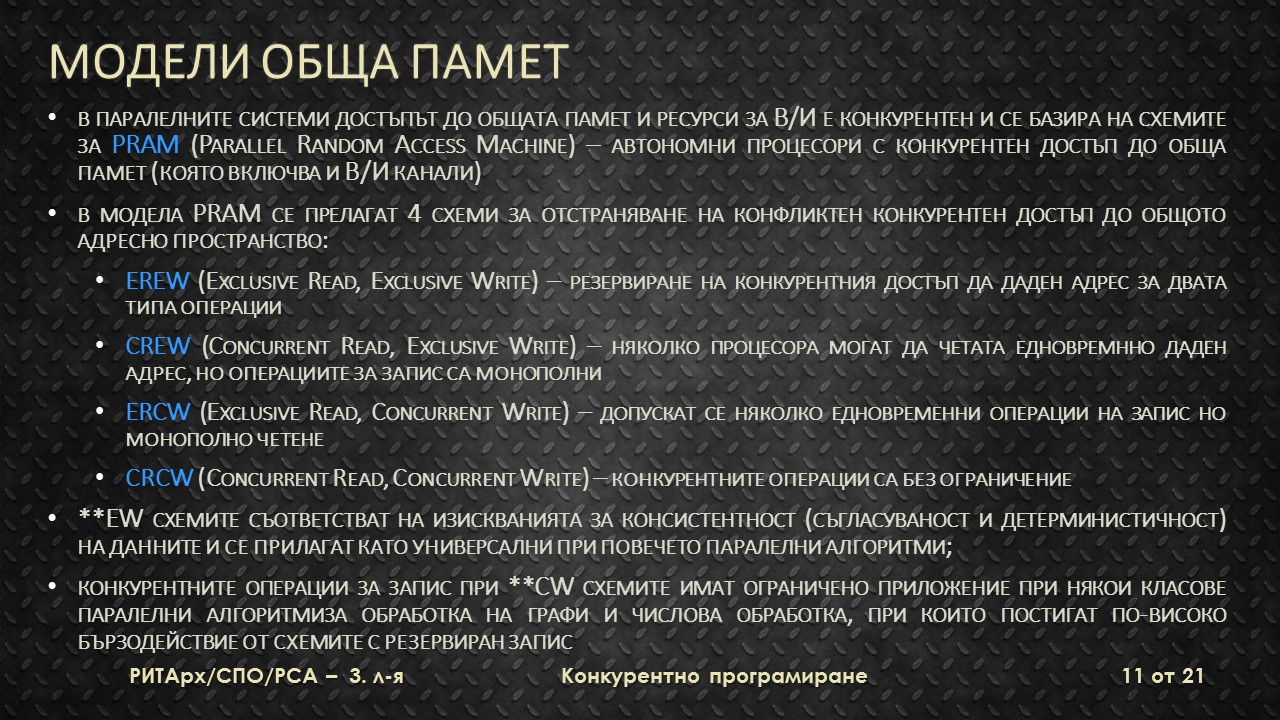 МОДЕЛИ ОБЩА ПАМЕТ
• В ПАРАЛЕЛНИТЕ СИСТЕМИ ДОСТЪПЪТ ДО ОБЩАТА ПАМЕТ И РЕСУРСИ ЗА В/И Е КОНКУРЕНТЕН И СЕ БАЗИРА НА СХЕМИТЕ
ЗА PRAM (PARALLEL RANDOM ACCESS MACHINE) – АВТОНОМНИ ПРОЦЕСОРИ С КОНКУРЕНТЕН ДОСТЪП ДО ОБЩА
ПАМЕТ (КОЯТО ВКЛЮЧВА И В/И КАНАЛИ)
• В МОДЕЛА PRAM СЕ ПРЕЛАГАТ 4 СХЕМИ ЗА ОТСТРАНЯВАНЕ НА КОНФЛИКТЕН КОНКУРЕНТЕН ДОСТЪП ДО ОБЩОТО
АДРЕСНО ПРОСТРАНСТВО:
• EREW (EXCLUSIVE READ, EXCLUSIVE WRITE) – РЕЗЕРВИРАНЕ НА КОНКУРЕНТНИЯ ДОСТЪП ДА ДАДЕН АДРЕС ЗА ДВАТА
ТИПА ОПЕРАЦИИ
• CREW (CONCURRENT READ, EXCLUSIVE WRITE) – НЯКОЛКО ПРОЦЕСОРА МОГАТ ДА ЧЕТАТА ЕДНОВРЕМННО ДАДЕН
АДРЕС, НО ОПЕРАЦИИТЕ ЗА ЗАПИС СА МОНОПОЛНИ
• ERCW (EXCLUSIVE READ, CONCURRENT WRITE) – ДОПУСКАТ СЕ НЯКОЛКО ЕДНОВРЕМЕННИ ОПЕРАЦИИ НА ЗАПИС НО
МОНОПОЛНО ЧЕТЕНЕ
• CRCW (CONCURRENT READ, CONCURRENT WRITE) – КОНКУРЕНТНИТЕ ОПЕРАЦИИ СА БЕЗ ОГРАНИЧЕНИЕ
• **EW СХЕМИТЕ СЪОТВЕТСТВАТ НА ИЗИСКВАНИЯТА ЗА КОНСИСТЕНТНОСТ (СЪГЛАСУВАНОСТ И ДЕТЕРМИНИСТИЧНОСТ)
НА ДАННИТЕ И СЕ ПРИЛАГАТ КАТО УНИВЕРСАЛНИ ПРИ ПОВЕЧЕТО ПАРАЛЕЛНИ АЛГОРИТМИ;
• КОНКУРЕНТНИТЕ ОПЕРАЦИИ ЗА ЗАПИС ПРИ **CW СХЕМИТЕ ИМАТ ОГРАНИЧЕНО ПРИЛОЖЕНИЕ ПРИ НЯКОИ КЛАСОВЕ
ПАРАЛЕЛНИ АЛГОРИТМИЗА ОБРАБОТКА НА ГРАФИ И ЧИСЛОВА ОБРАБОТКА, ПРИ КОИТО ПОСТИГАТ ПО-ВИСОКО
БЪРЗОДЕЙСТВИЕ ОТ СХЕМИТЕ С РЕЗЕРВИРАН ЗАПИС
РИТАрх/СПО/РСА – 3. л-я Конкурентно програмиране 11 от 21